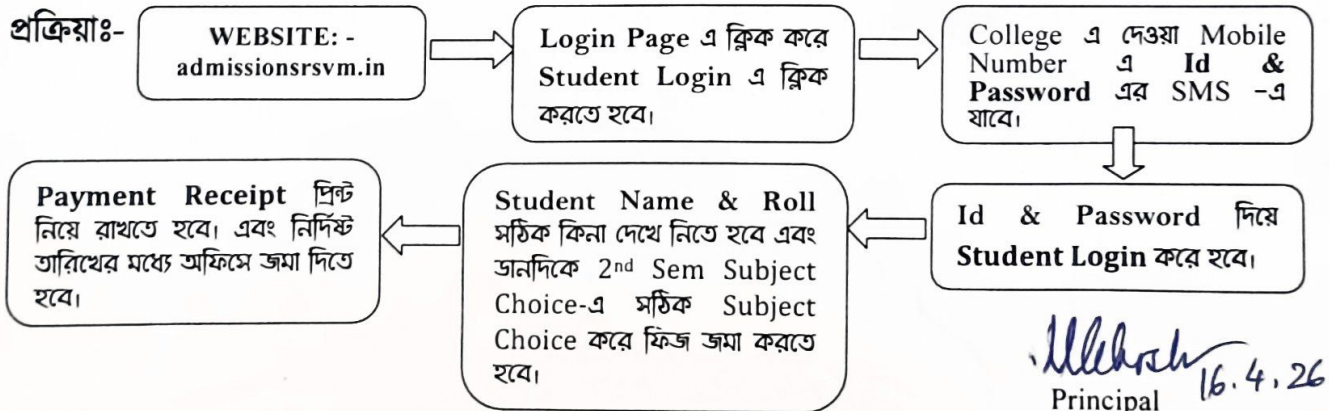 প্রক্রিয়াঃ-
WEBSITE: -
admissionsrsvm.in
Login Page এ ক্লিক করে
Student Login এ ক্লিক
করতে হবে।
College এ দেওয়া Mobile
Number এ Id &
Password এর SMS -এ
যাবে।
Id & Password দিয়ে
Student Login করে হবে।
Student Name & Roll
সঠিক কিনা দেখে নিতে হবে এবং
ডানদিকে 2nd Sem Subject
Choice-এ সঠিক Subject
Choice করে ফিজ জমা করতে
হবে।
Payment Receipt প্রিন্ট
নিয়ে রাখতে হবে। এবং নির্দিষ্ট
তারিখের মধ্যে অফিসে জমা দিতে
হবে।
16.4.26
Principal